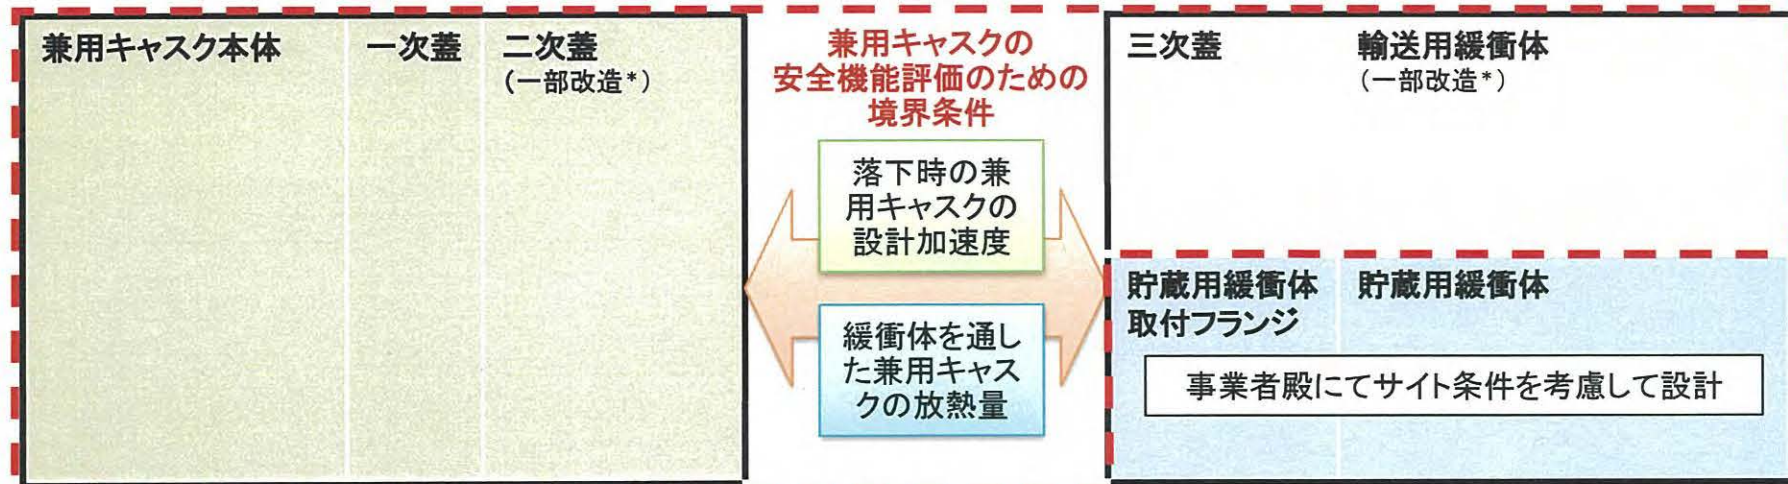 兼用キャスク本体
一次蓋
二次蓋
(一部改造*)
兼用キャスクの
安全機能評価のための
境界条件
落下時の兼
用キャスクの
設計加速度
緩衝体を通し
た兼用キャス
クの放熱量
三次蓋
輸送用緩衝体
(一部改造*)
貯蔵用緩衝体
取付フランジ
貯蔵用緩衝体
事業者殿にてサイト条件を考慮して設計